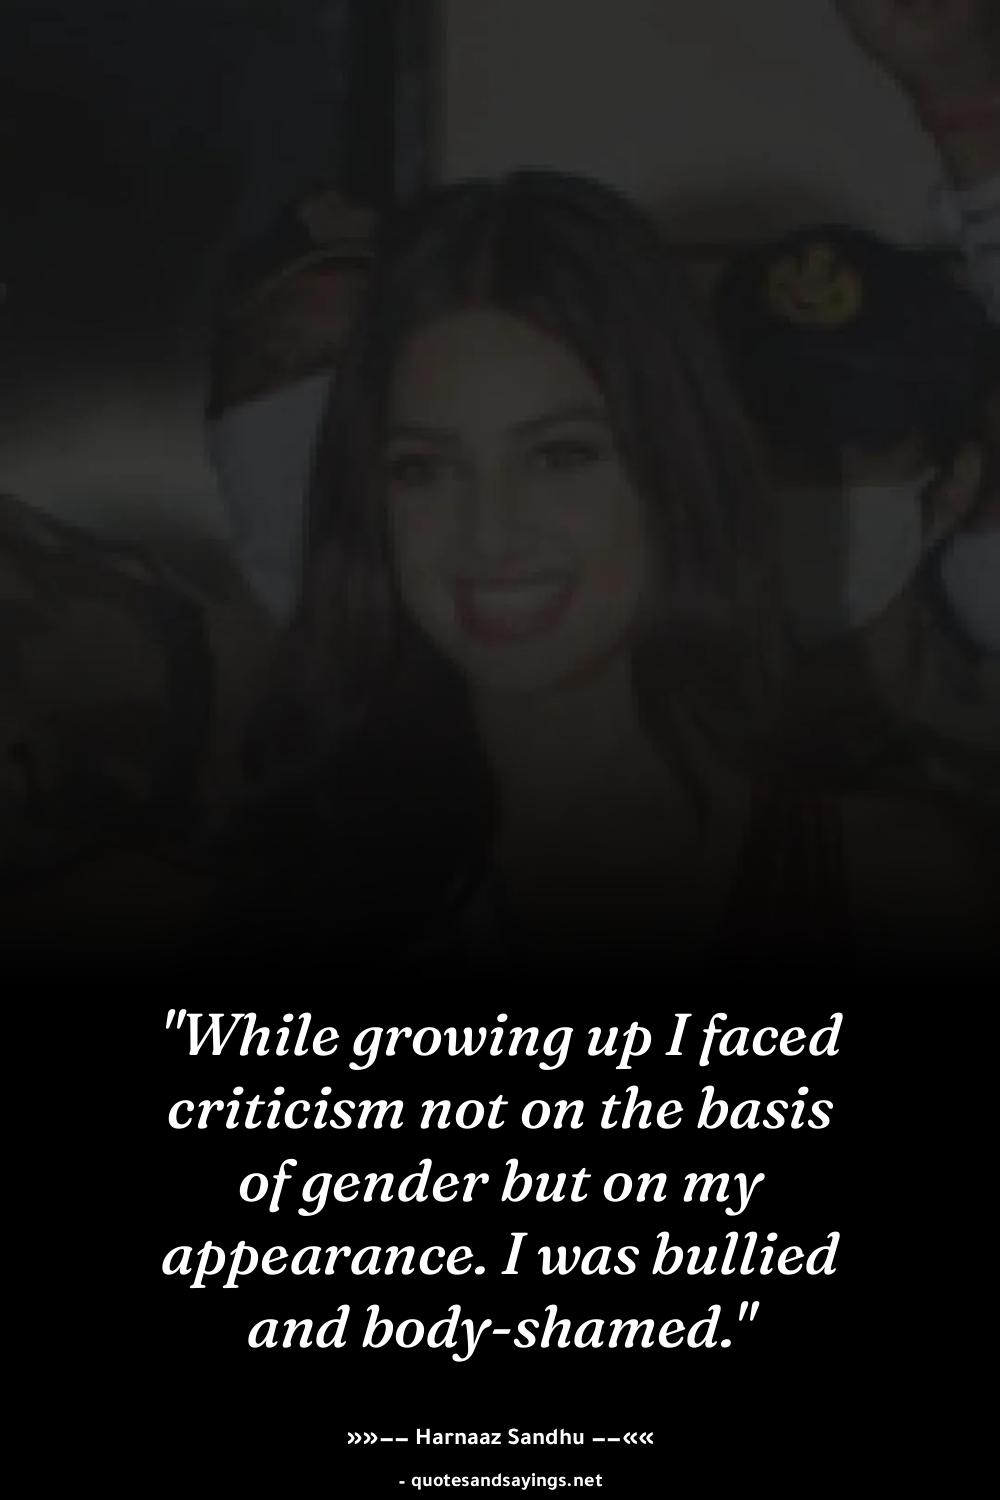 "While growing up I faced
criticism not on the basis
of gender but on my
appearance. I was bullied
and body-shamed."
»»−− Harnaaz Sandhu −−««
- quotesandsayings.net